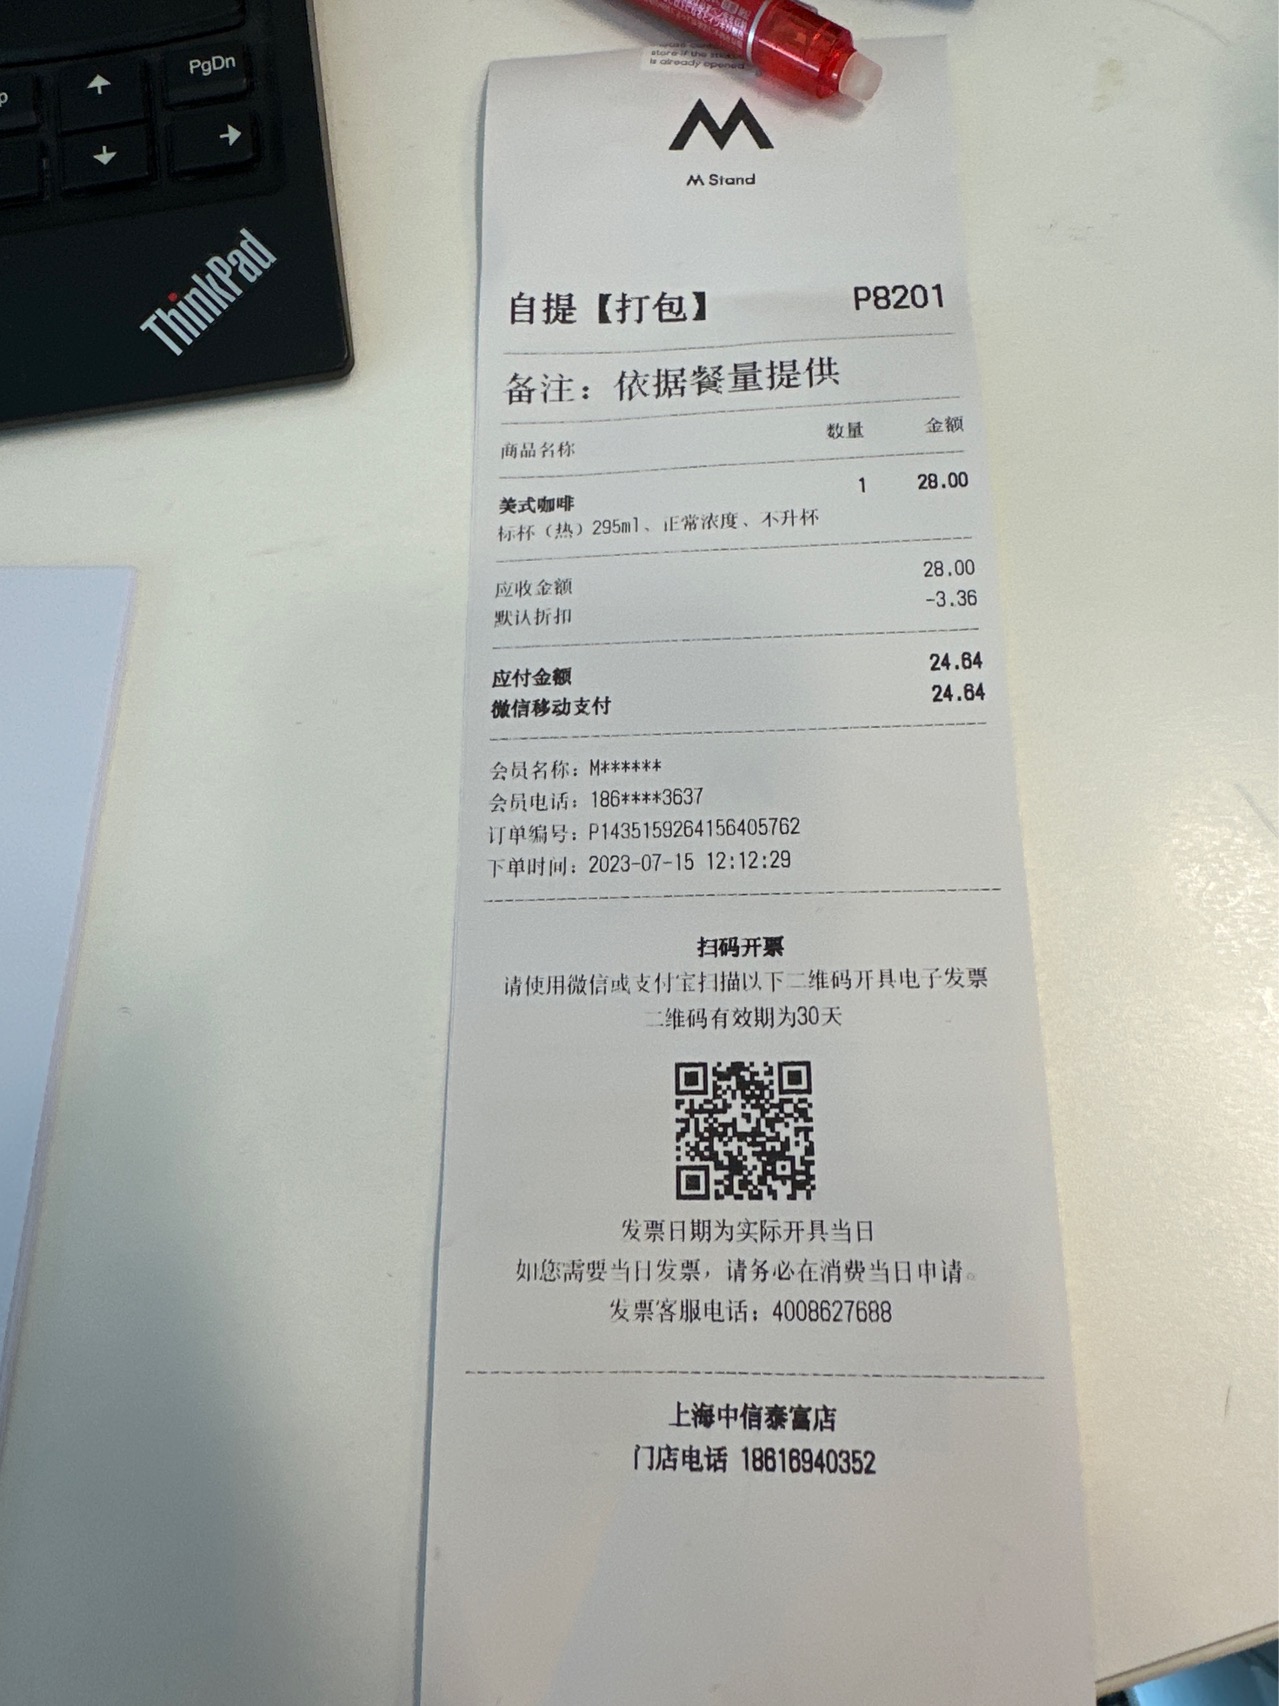 PgDn
ThinkPad
store if the sticker
is already opened.
M Stand
自提【打包】 P8201
备注：依据餐量提供
商品名称 数量 金额
美式咖啡 1 28.00
标杯（热）295ml、正常浓度、不升杯
应收金额 28.00
默认折扣 -3.36
应付金额 24.64
微信移动支付 24.64
会员名称：M******
会员电话：186****3637
订单编号：P1435159264156405762
下单时间：2023-07-15 12:12:29
扫码开票
请使用微信或支付宝扫描以下二维码开具电子发票
二维码有效期为30天
发票日期为实际开具当日
如您需要当日发票，请务必在消费当日申请。
发票客服电话：4008627688
上海中信泰富店
门店电话 18616940352